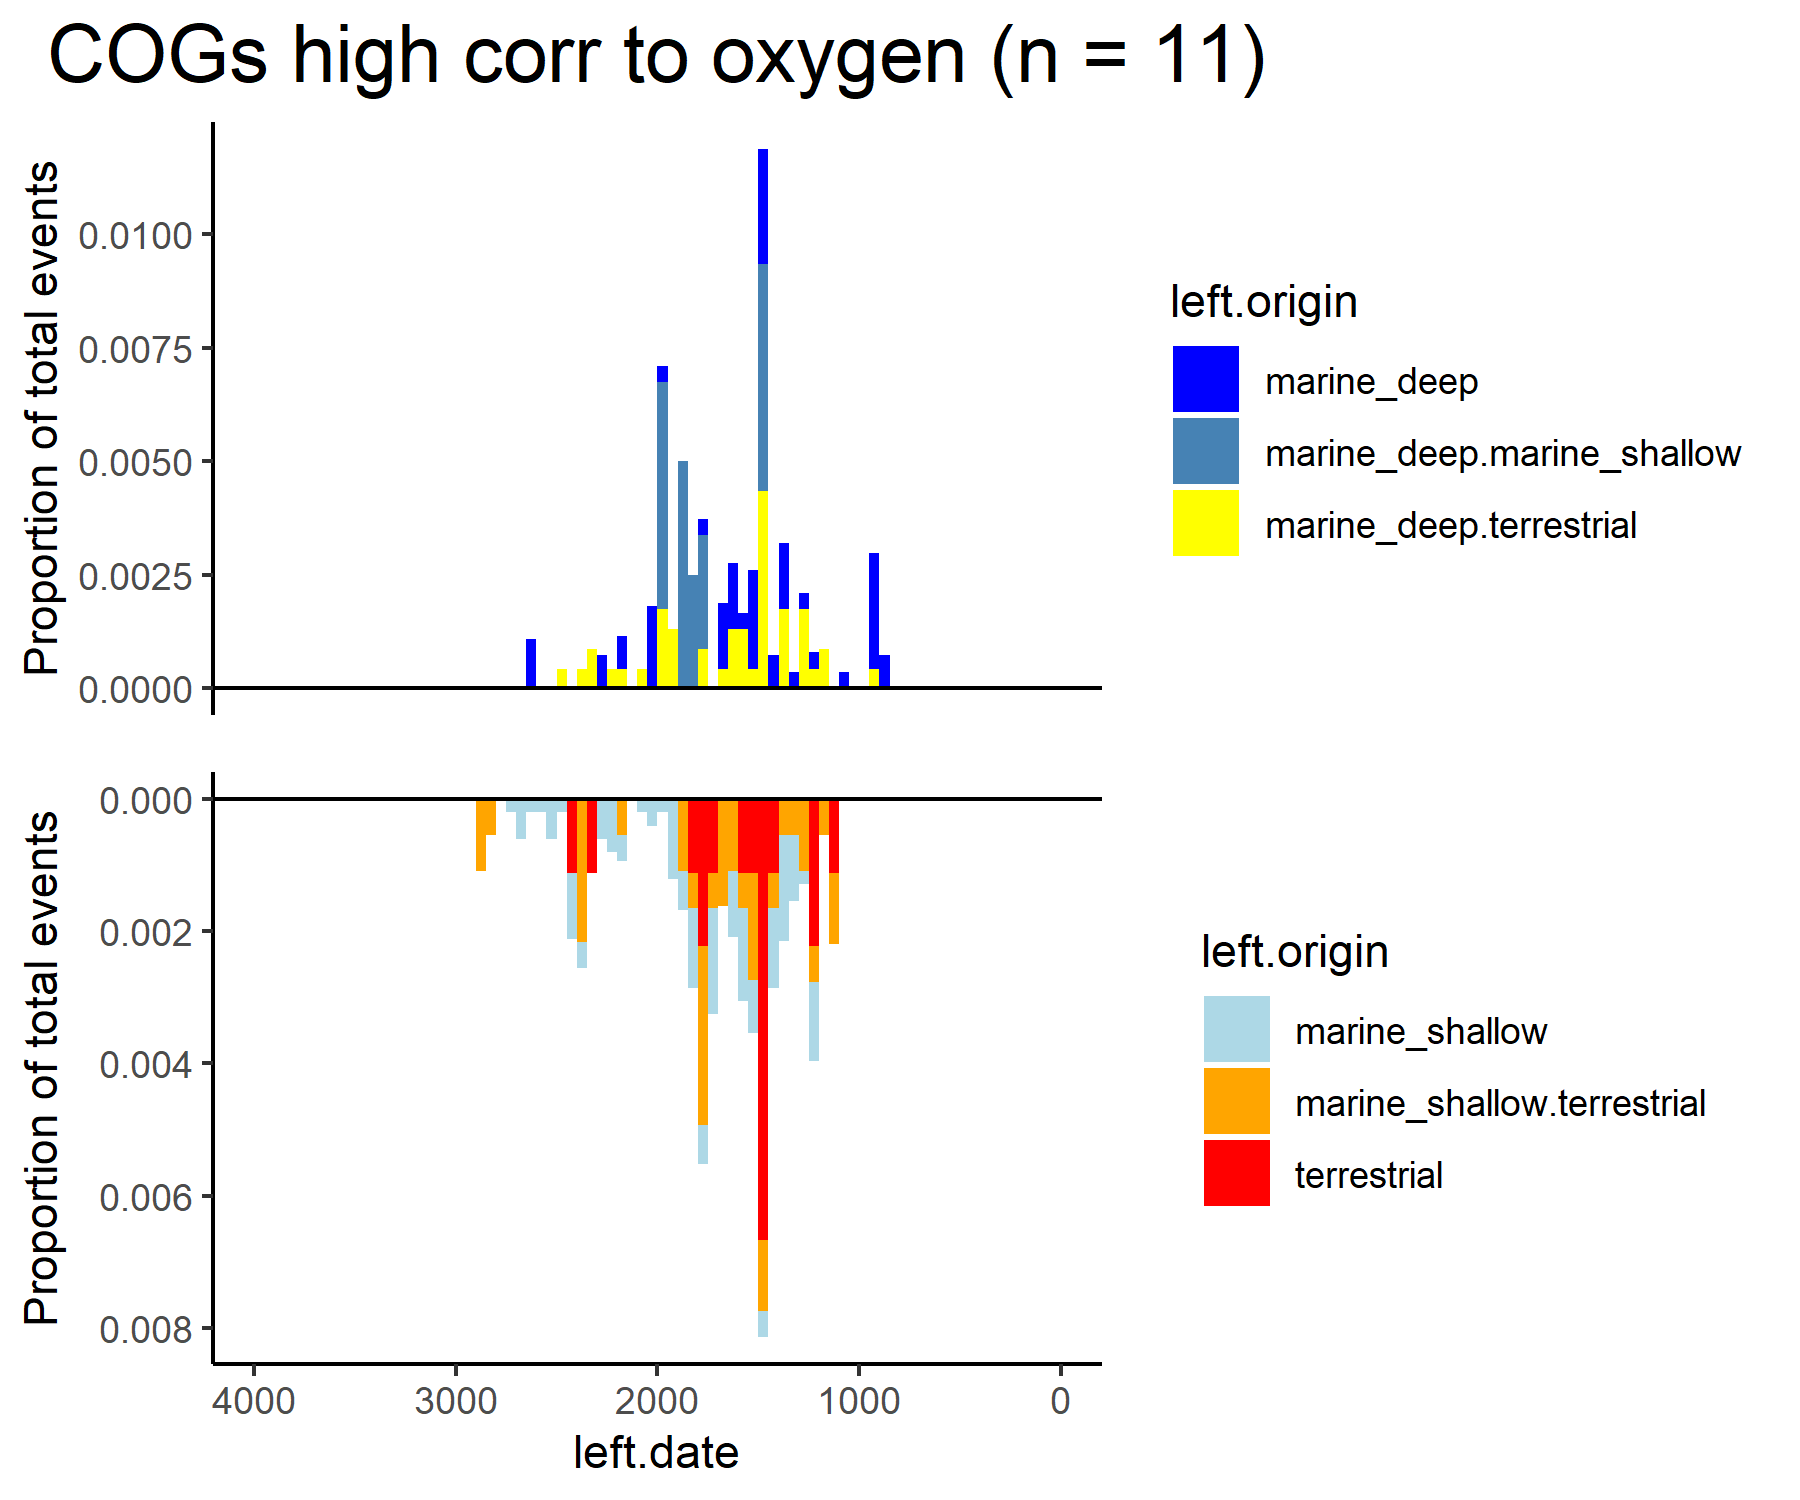 COGs high corr to oxygen (n = 11)
Proportion of total events
0.0100
0.0075
0.0050
0.0025
0.0000
left.origin
marine_deep
marine_deep.marine_shallow
marine_deep.terrestrial
Proportion of total events
0.000
0.002
0.004
0.006
0.008
left.origin
marine_shallow
marine_shallow.terrestrial
terrestrial
4000 3000 2000 1000 0
left.date